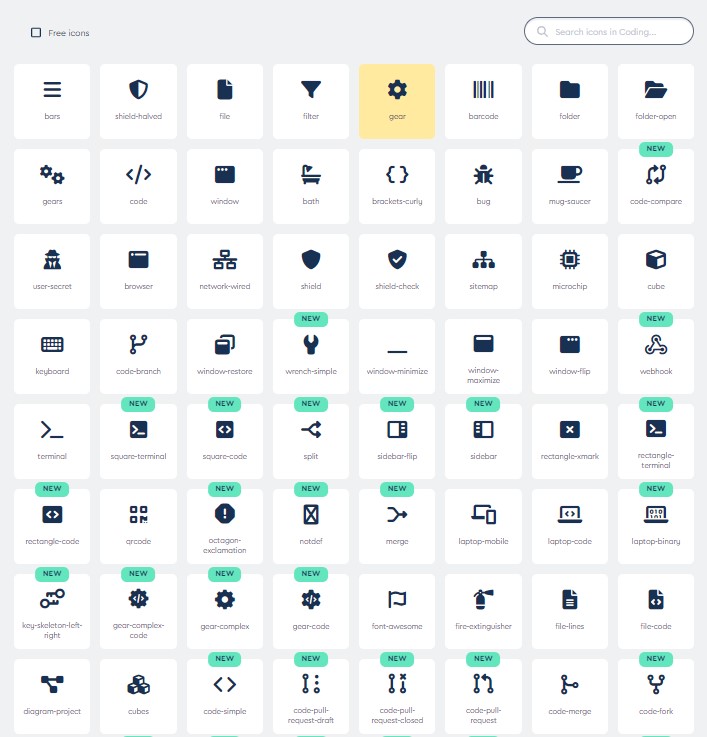 Free icons
Search icons in Coding...
bars
shield-halved
file
filter
gear
barcode
folder
folder-open
gears
code
window
bath
brackets-curly
bug
mug-saucer
NEW
code-compare
user-secret
browser
network-wired
shield
shield-check
sitemap
microchip
cube
keyboard
code-branch
window-restore
NEW
wrench-simple
window-minimize
window-
maximize
window-flip
NEW
webhook
terminal
NEW
square-terminal
NEW
square-code
NEW
split
NEW
sidebar-flip
NEW
sidebar
rectangle-xmark
NEW
rectangle-
terminal
NEW
rectangle-code
qrcode
NEW
octagon-
exclamation
NEW
notdef
NEW
merge
laptop-mobile
laptop-code
NEW
laptop-binary
NEW
key-skeleton-left-
right
NEW
gear-complex-
code
NEW
gear-complex
NEW
gear-code
font-awesome
fire-extinguisher
file-lines
file-code
diagram-project
cubes
NEW
code-simple
NEW
code-pull-
request-draft
NEW
code-pull-
request-closed
NEW
code-pull-
request
code-merge
NEW
code-fork